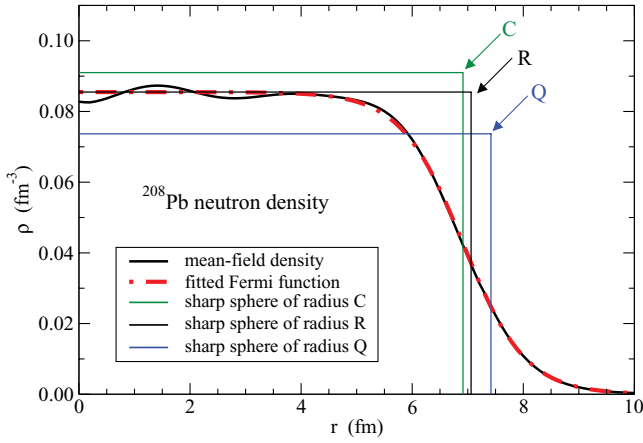 C
R
Q
0.10
0.08
0.06
0.04
0.02
0.00
ρ (fm⁻³)
²⁰⁸Pb neutron density
mean-field density
fitted Fermi function
sharp sphere of radius C
sharp sphere of radius R
sharp sphere of radius Q
0 2 4 6 8 10
r (fm)